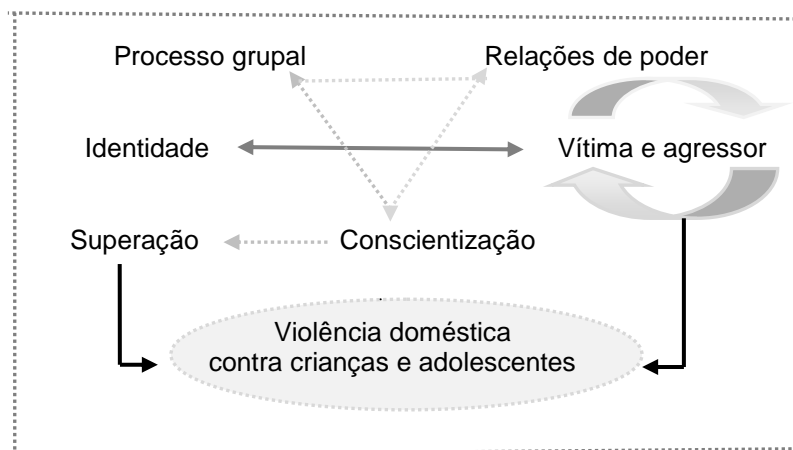 Processo grupal
Relações de poder
Identidade
Vítima e agressor
Superação
Conscientização
Violência doméstica
contra crianças e adolescentes